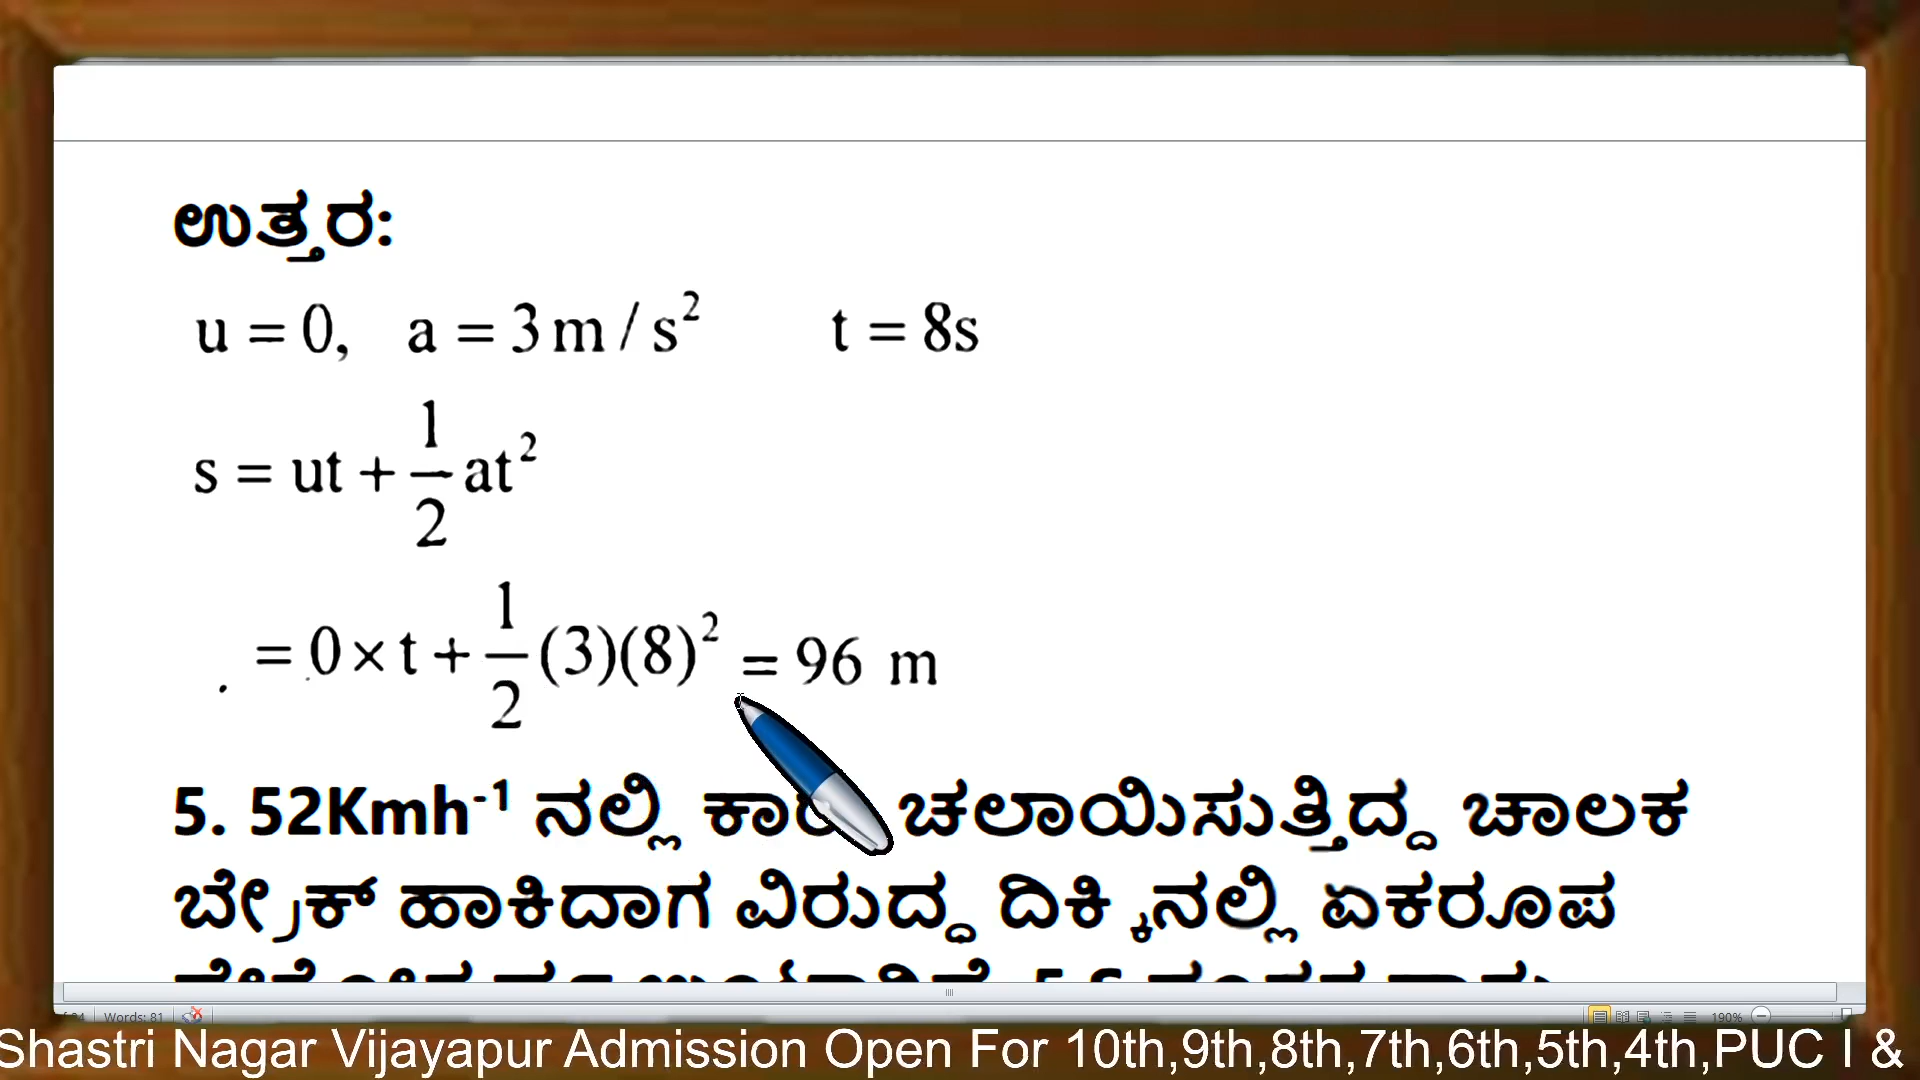 ಉತ್ತರ:
u = 0, a = 3 m / s² t = 8s
s = ut + 1/2 at²
= 0 × t + 1/2 (3)(8)² = 96 m
5. 52Kmh⁻¹ ನಲ್ಲಿ ಚಲಾಯಿಸುತ್ತಿದ್ದ ಚಾಲಕ
ಬ್ರೇಕ್ ಹಾಕಿದಾಗ ವಿರುದ್ಧ ದಿಕ್ಕಿನಲ್ಲಿ ಏಕರೂಪ
Words: 81
190%
Shastri Nagar Vijayapur Admission Open For 10th,9th,8th,7th,6th,5th,4th,PUC I &